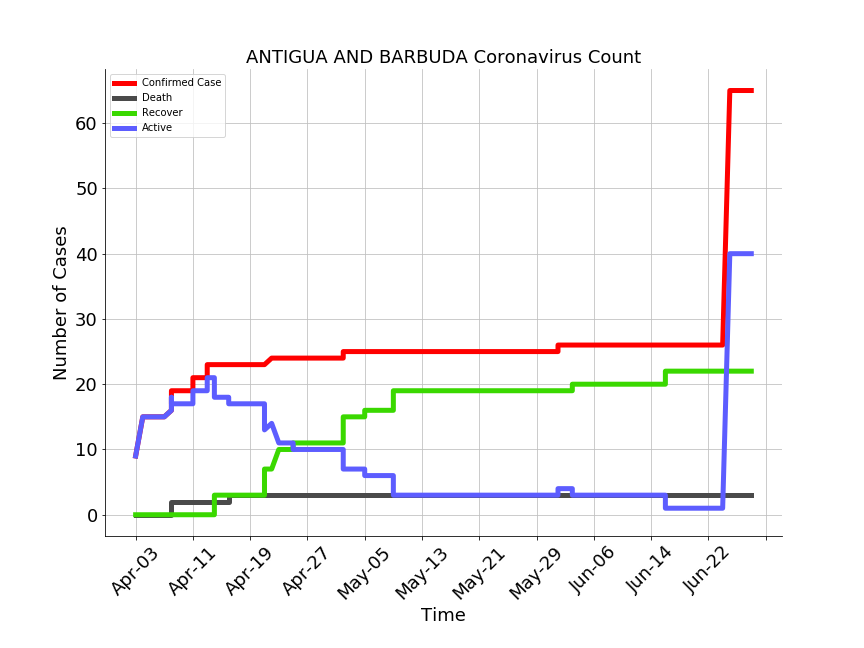 ANTIGUA AND BARBUDA Coronavirus Count
Confirmed Case
Death
Recover
Active
Number of Cases
60
50
40
30
20
10
0
Apr-03
Apr-11
Apr-19
Apr-27
May-05
May-13
May-21
May-29
Jun-06
Jun-14
Jun-22
Time